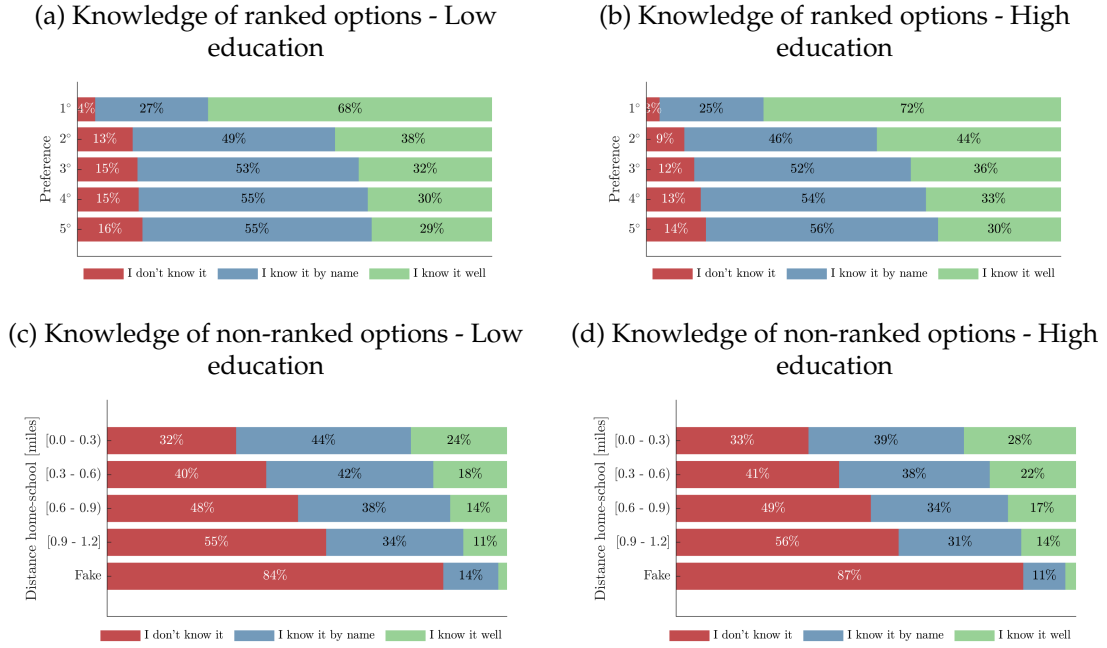 (a) Knowledge of ranked options - Low
education
Preference
1°
4%
27%
68%
2°
13%
49%
38%
3°
15%
53%
32%
4°
15%
55%
30%
5°
16%
55%
29%
I don't know it
I know it by name
I know it well
(b) Knowledge of ranked options - High
education
Preference
1°
2%
25%
72%
2°
9%
46%
44%
3°
12%
52%
36%
4°
13%
54%
33%
5°
14%
56%
30%
I don't know it
I know it by name
I know it well
(c) Knowledge of non-ranked options - Low
education
Distance home-school [miles]
[0.0 - 0.3)
32%
44%
24%
[0.3 - 0.6)
40%
42%
18%
[0.6 - 0.9)
48%
38%
14%
[0.9 - 1.2]
55%
34%
11%
Fake
84%
14%
I don't know it
I know it by name
I know it well
(d) Knowledge of non-ranked options - High
education
Distance home-school [miles]
[0.0 - 0.3)
33%
39%
28%
[0.3 - 0.6)
41%
38%
22%
[0.6 - 0.9)
49%
34%
17%
[0.9 - 1.2]
56%
31%
14%
Fake
87%
11%
I don't know it
I know it by name
I know it well